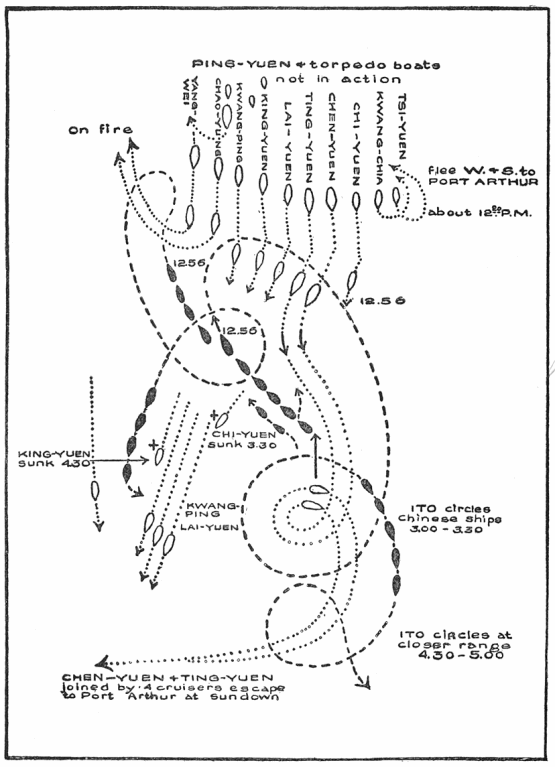 PING-YUEN + torpedo boats
not in action
YANG-
WEI
CHAO-YUNG
KWANG-PING
KING-YUEN
LAI-YUEN
TING-YUEN
CHEN-YUEN
CHI-YUEN
KWANG-CHIA
TSI-YUEN
on fire
flee W. + S. to
PORT ARTHUR
about 12⁰⁰ P.M.
12.56
12.56
12.56
CHI-YUEN
sunk 3.30
KING-YUEN
sunk 4.30
KWANG-
PING
LAI-YUEN
ITO circles
Chinese ships
3.00 - 3.30
ITO circles at
closer range
4.30 - 5.00
CHEN-YUEN + TING-YUEN
joined by 4 cruisers escape
to Port Arthur at sundown